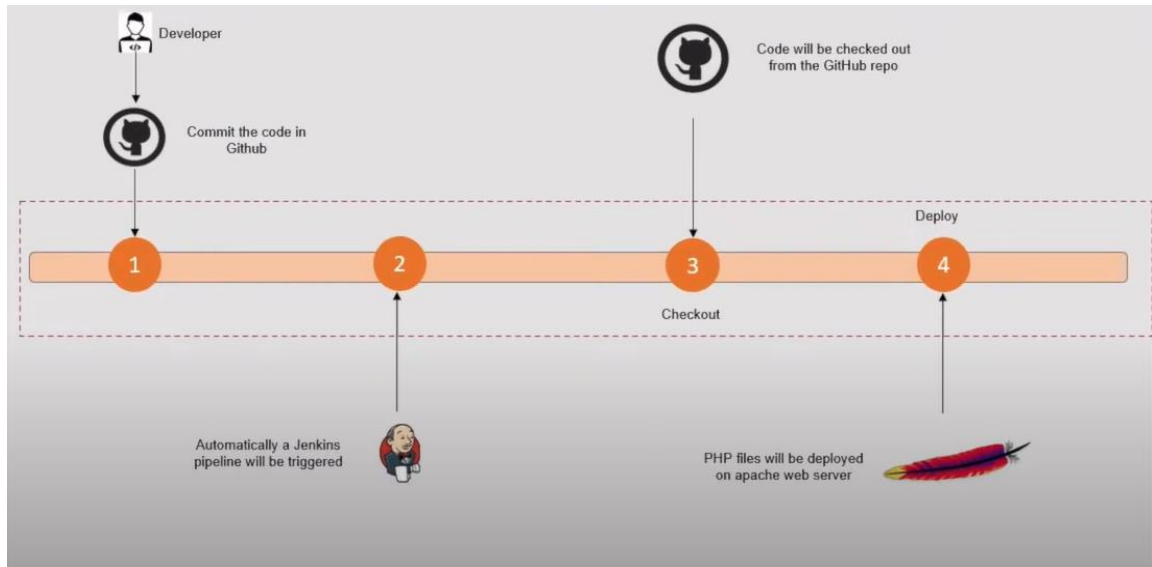 Developer
Commit the code in
Github
Code will be checked out
from the GitHub repo
Deploy
1
2
3
4
Checkout
Automatically a Jenkins
pipeline will be triggered
PHP files will be deployed
on apache web server